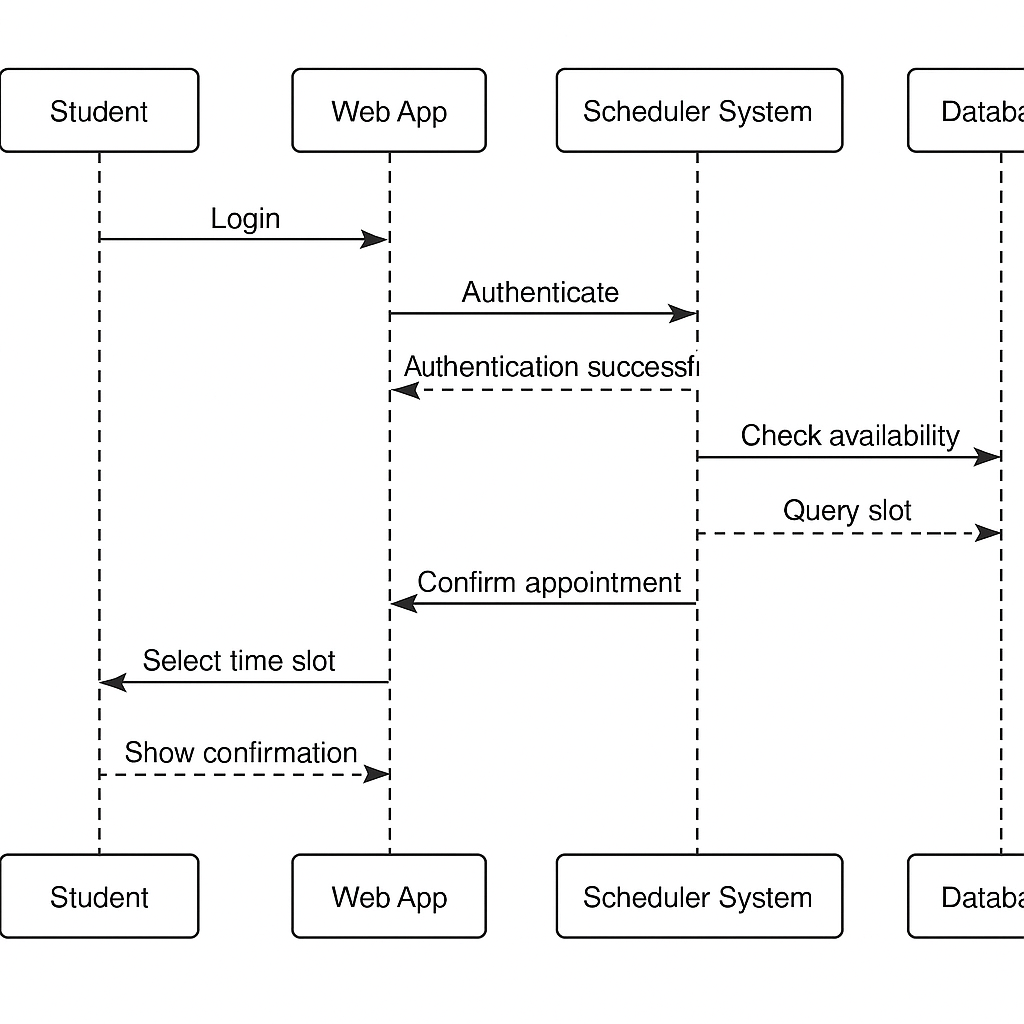 Student
Web App
Scheduler System
Login
Authenticate
Authentication
Check availability
Query slot
Confirm appointment
Select time slot
Show confirmation
Student
Web App
Scheduler System